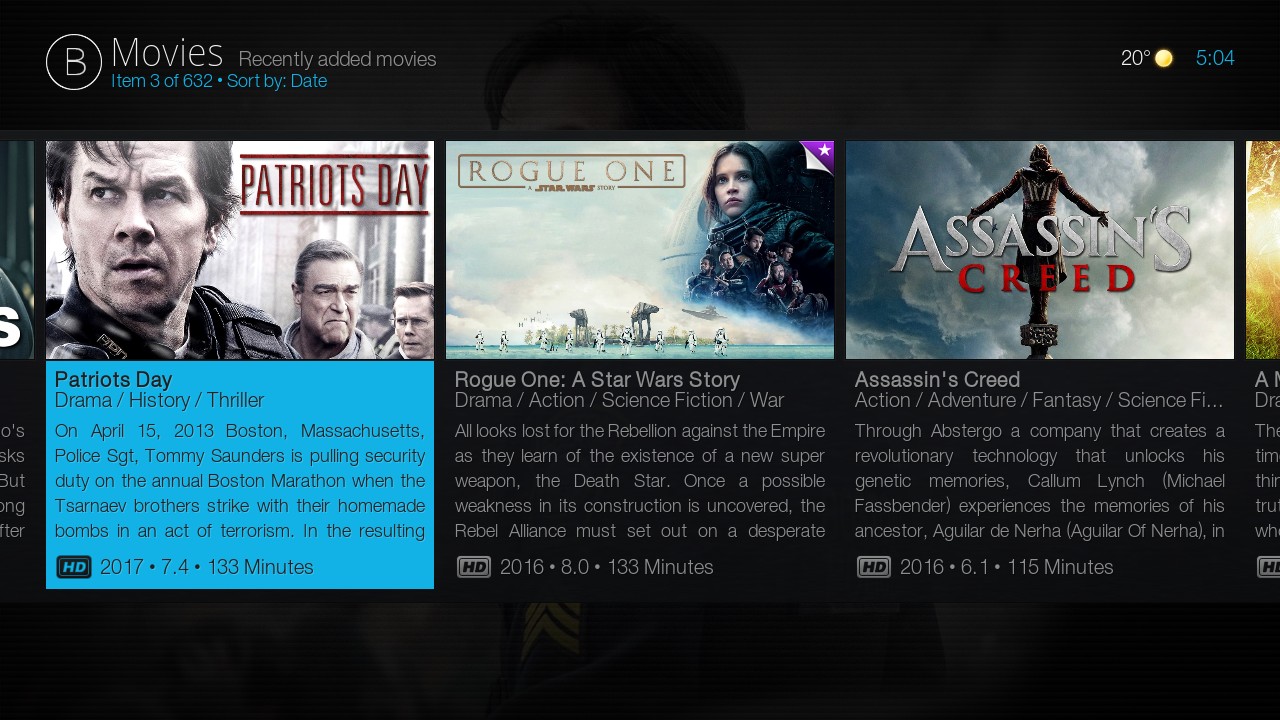 B
Movies Recently added movies
Item 3 of 632 • Sort by: Date
20° 5:04
s
PATRIOTS DAY
ROGUE ONE
A STAR WARS STORY
ASSASSIN'S
CREED
o's
sks
But
ong
fter
Patriots Day
Drama / History / Thriller
On April 15, 2013 Boston, Massachusetts,
Police Sgt, Tommy Saunders is pulling security
duty on the annual Boston Marathon when the
Tsarnaev brothers strike with their homemade
bombs in an act of terrorism. In the resulting
HD 2017 • 7.4 • 133 Minutes
Rogue One: A Star Wars Story
Drama / Action / Science Fiction / War
All looks lost for the Rebellion against the Empire
as they learn of the existence of a new super
weapon, the Death Star. Once a possible
weakness in its construction is uncovered, the
Rebel Alliance must set out on a desperate
HD 2016 • 8.0 • 133 Minutes
Assassin's Creed
Action / Adventure / Fantasy / Science Fi...
Through Abstergo a company that creates a
revolutionary technology that unlocks his
genetic memories, Callum Lynch (Michael
Fassbender) experiences the memories of his
ancestor, Aguilar de Nerha (Aguilar Of Nerha), in
HD 2016 • 6.1 • 115 Minutes
A M
Dra
The
time
thin
trut
who